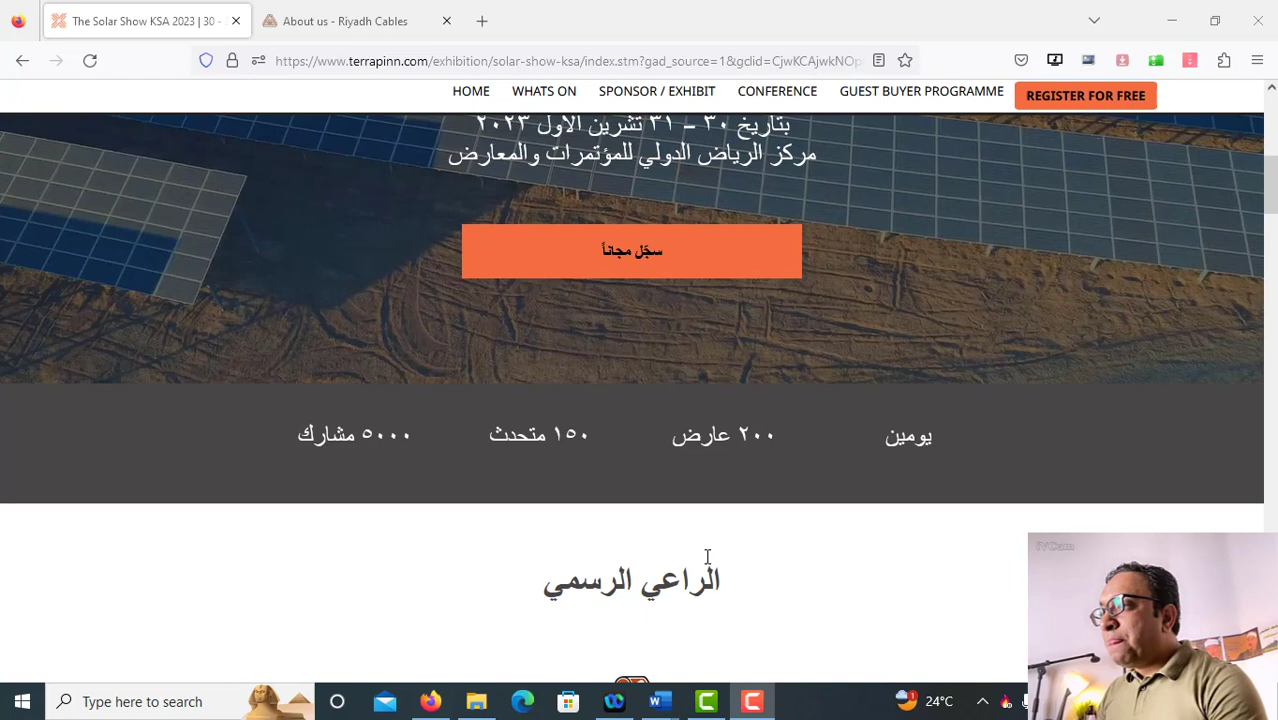 The Solar Show KSA 2023 | 30 -
About us - Riyadh Cables
https://www.terrapinn.com/exhibition/solar-show-ksa/index.stm?gad_source=1&gclid=CjwKCAjwkNOp
HOME WHATS ON SPONSOR / EXHIBIT CONFERENCE GUEST BUYER PROGRAMME REGISTER FOR FREE
بتاريخ ٣٠ – ٣١ تشرين الاول ٢٠٢٣
مركز الرياض الدولي للمؤتمرات والمعارض
سجّل مجاناً
يومين
٢٠٠ عارض
١٥٠ متحدث
٥٠٠٠ مشارك
الراعي الرسمي
iVCam
Type here to search
24°C